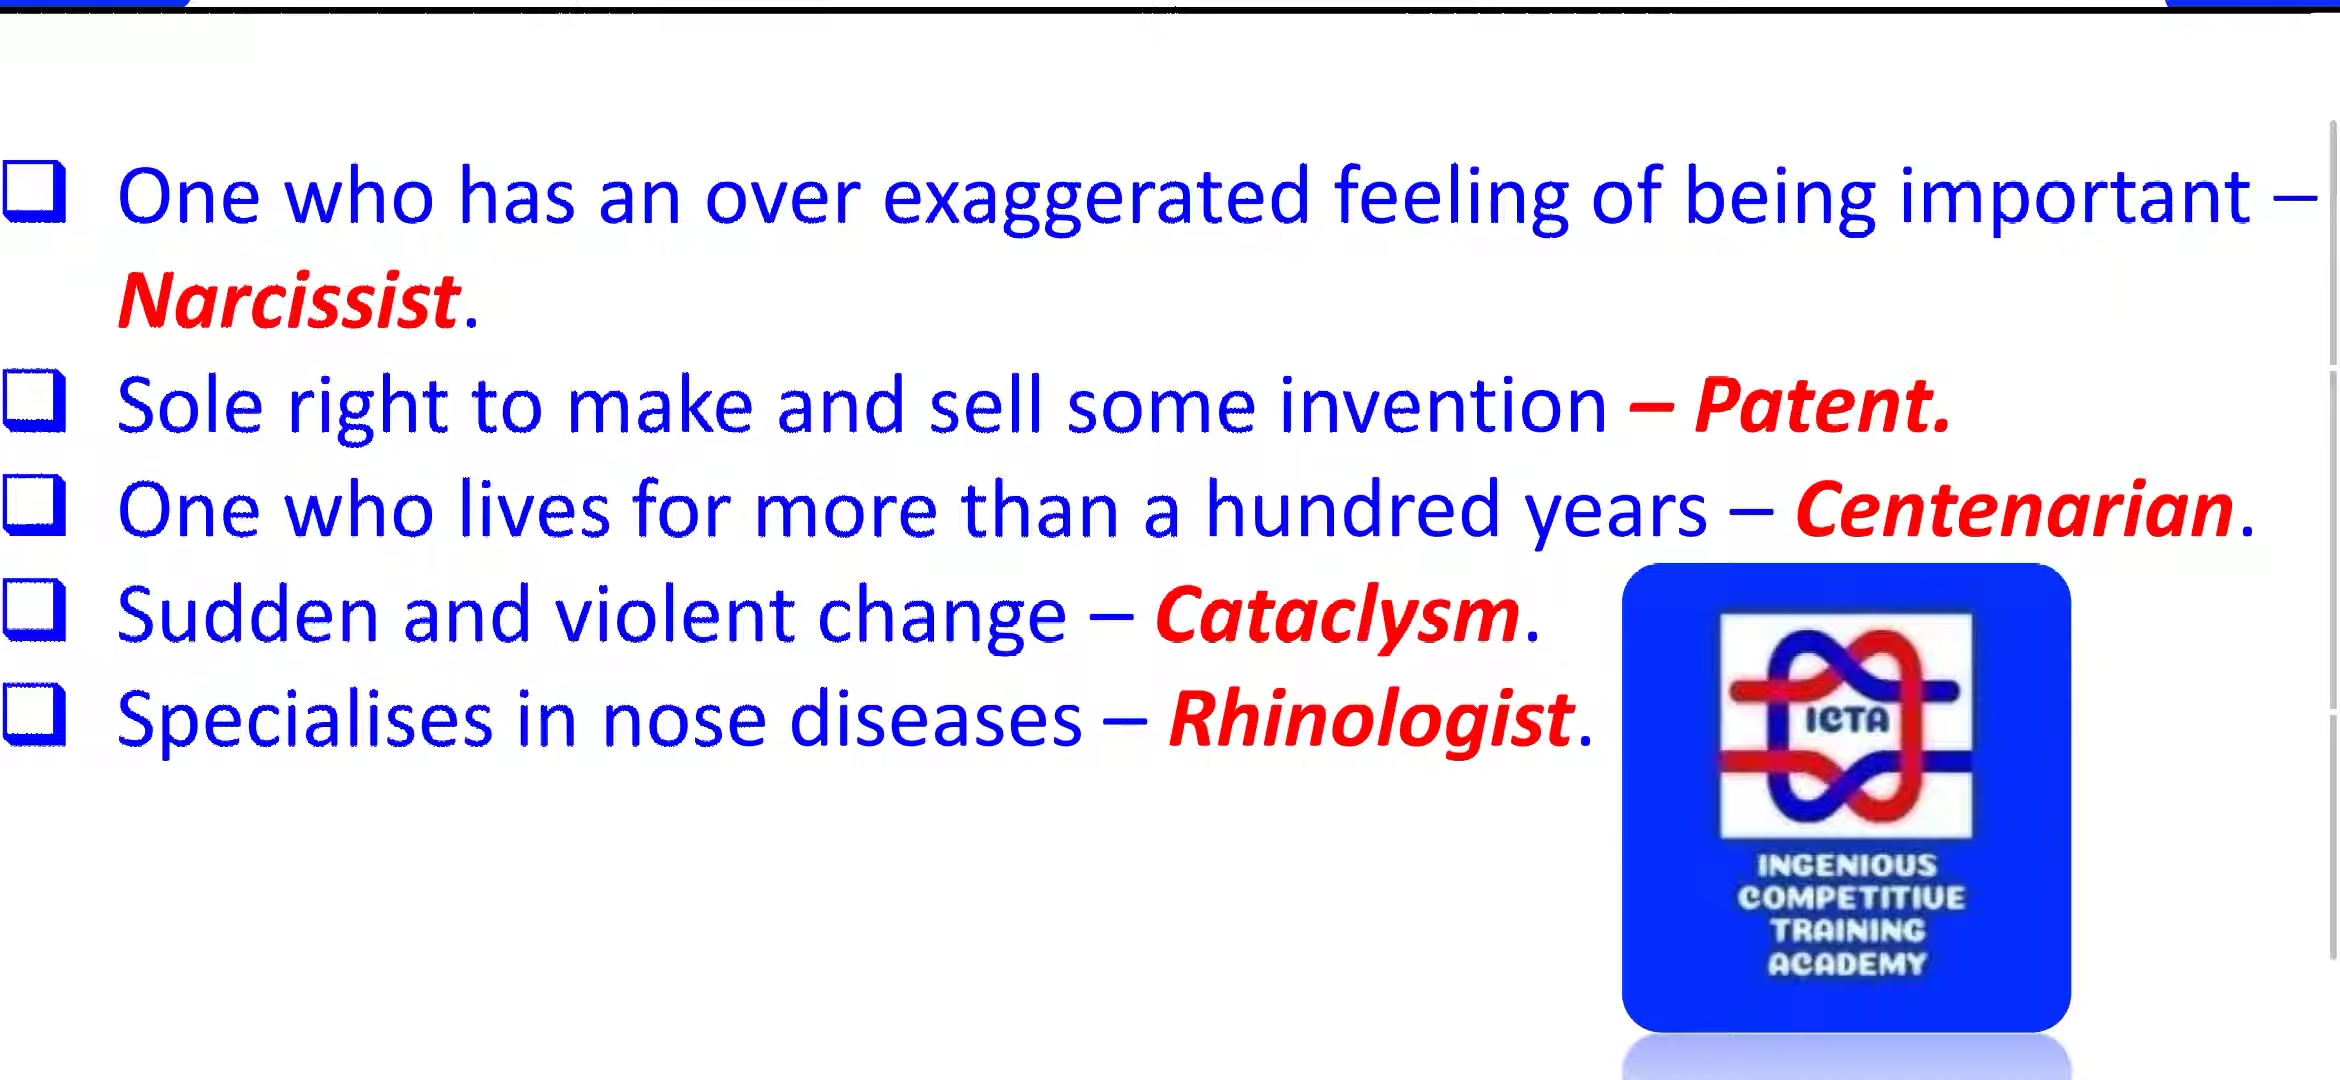 One who has an over exaggerated feeling of being important –
Narcissist.
Sole right to make and sell some invention – Patent.
One who lives for more than a hundred years – Centenarian.
Sudden and violent change – Cataclysm.
Specialises in nose diseases – Rhinologist.
ICTA
INGENIOUS
COMPETITIVE
TRAINING
ACADEMY